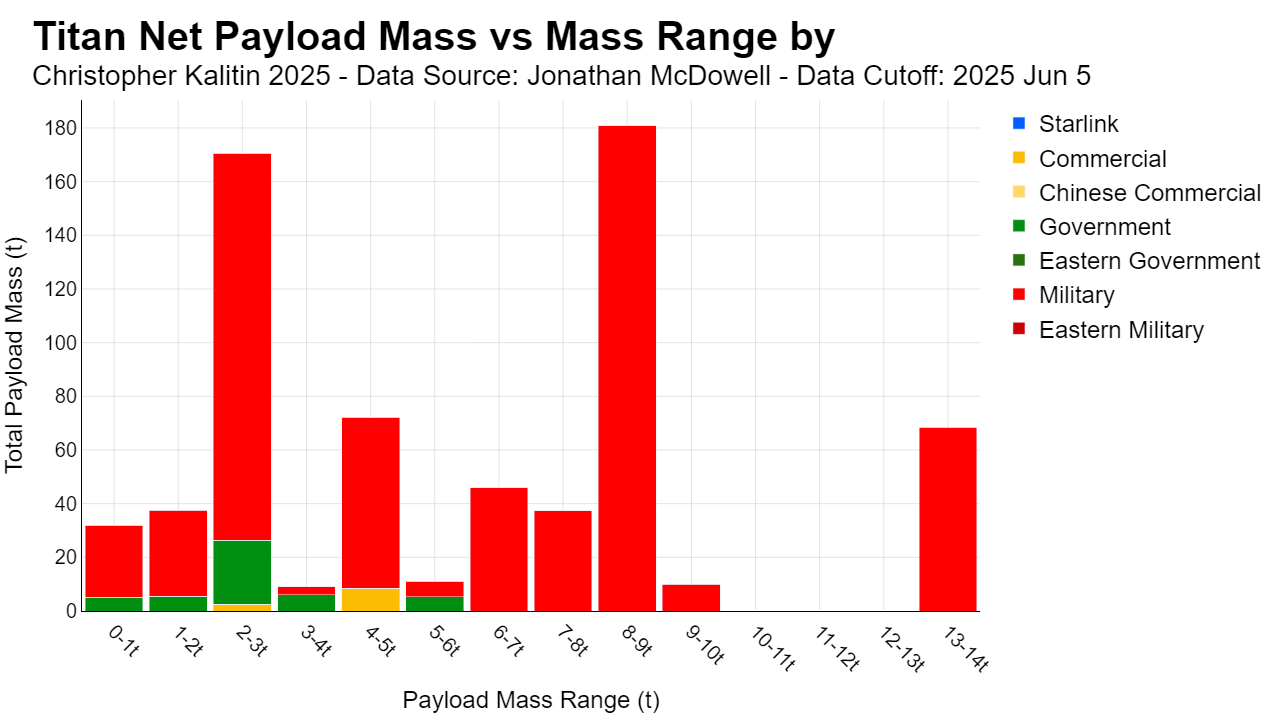 Titan Net Payload Mass vs Mass Range by
Christopher Kalitin 2025 - Data Source: Jonathan McDowell - Data Cutoff: 2025 Jun 5
Total Payload Mass (t)
180
160
140
120
100
80
60
40
20
0
0-1t
1-2t
2-3t
3-4t
4-5t
5-6t
6-7t
7-8t
8-9t
9-10t
10-11t
11-12t
12-13t
13-14t
Payload Mass Range (t)
Starlink
Commercial
Chinese Commercial
Government
Eastern Government
Military
Eastern Military